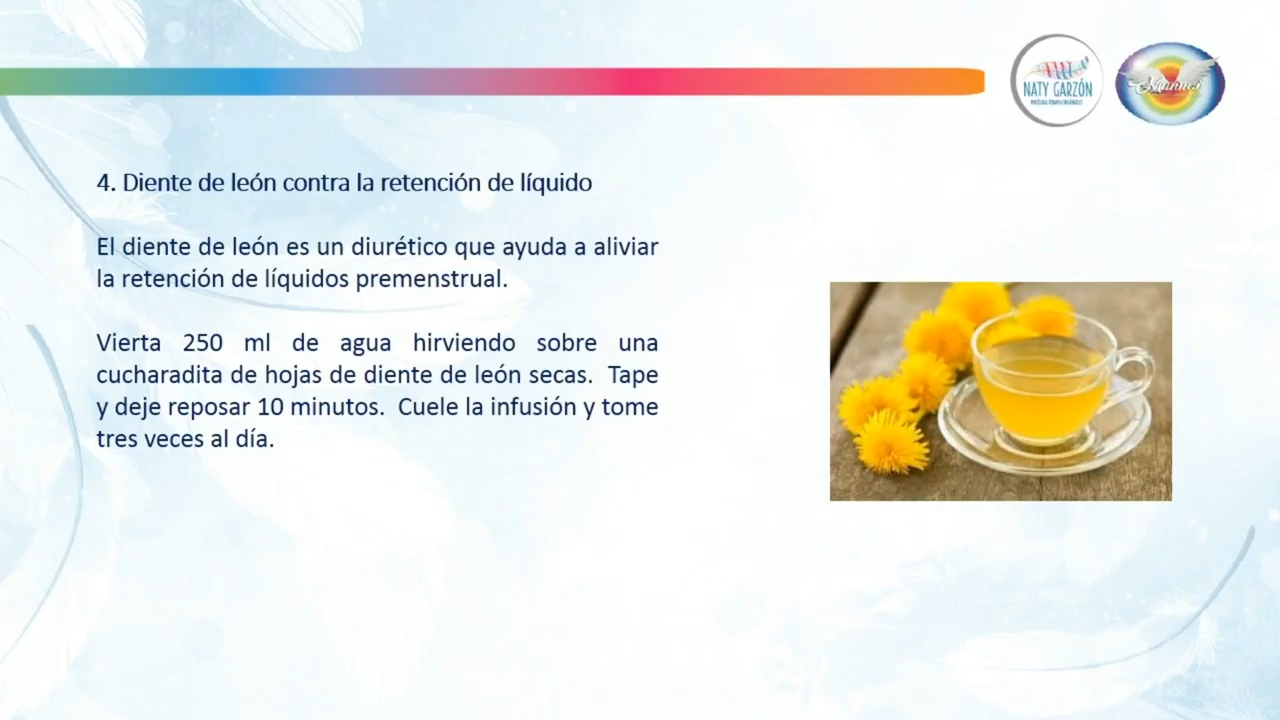 NATY GARZÓN
4. Diente de león contra la retención de líquido
El diente de león es un diurético que ayuda a aliviar
la retención de líquidos premenstrual.
Vierta 250 ml de agua hirviendo sobre una
cucharadita de hojas de diente de león secas. Tape
y deje reposar 10 minutos. Cuele la infusión y tome
tres veces al día.